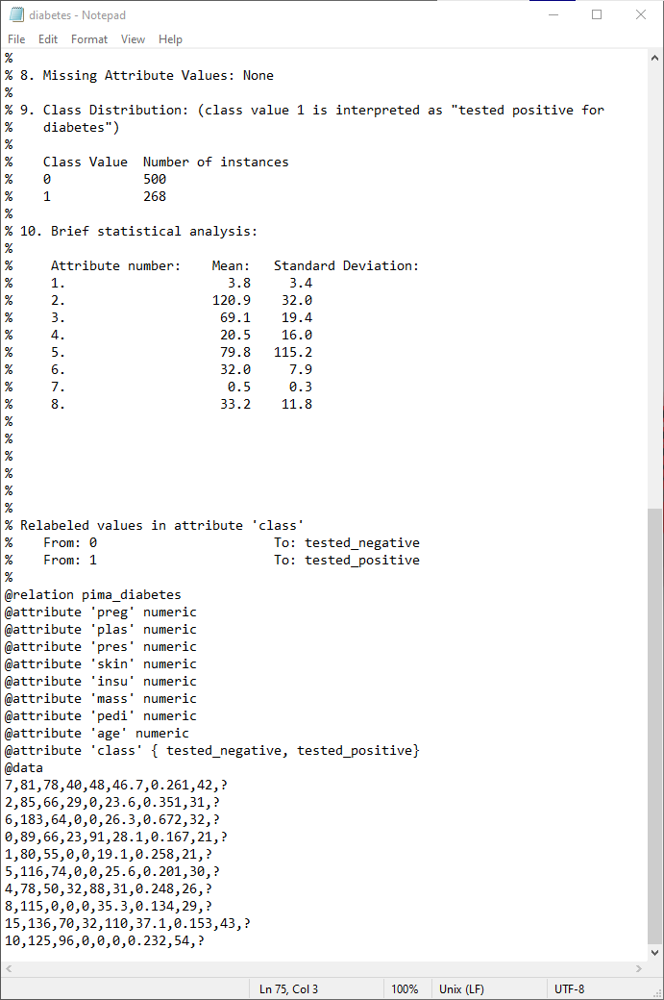 diabetes - Notepad
File Edit Format View Help
%
% 8. Missing Attribute Values: None
%
% 9. Class Distribution: (class value 1 is interpreted as "tested positive for
%    diabetes")
%
%    Class Value  Number of instances
%    0            500
%    1            268
%
% 10. Brief statistical analysis:
%
%     Attribute number:    Mean:   Standard Deviation:
%     1.                     3.8     3.4
%     2.                   120.9    32.0
%     3.                    69.1    19.4
%     4.                    20.5    16.0
%     5.                    79.8   115.2
%     6.                    32.0     7.9
%     7.                     0.5     0.3
%     8.                    33.2    11.8
%
%
%
%
%
%
% Relabeled values in attribute 'class'
%    From: 0                       To: tested_negative
%    From: 1                       To: tested_positive
%
@relation pima_diabetes
@attribute 'preg' numeric
@attribute 'plas' numeric
@attribute 'pres' numeric
@attribute 'skin' numeric
@attribute 'insu' numeric
@attribute 'mass' numeric
@attribute 'pedi' numeric
@attribute 'age' numeric
@attribute 'class' { tested_negative, tested_positive}
@data
7,81,78,40,48,46.7,0.261,42,?
2,85,66,29,0,23.6,0.351,31,?
6,183,64,0,0,26.3,0.672,32,?
0,89,66,23,91,28.1,0.167,21,?
1,80,55,0,0,19.1,0.258,21,?
5,116,74,0,0,25.6,0.201,30,?
4,78,50,32,88,31,0.248,26,?
8,115,0,0,0,35.3,0.134,29,?
15,136,70,32,110,37.1,0.153,43,?
10,125,96,0,0,0,0.232,54,?
Ln 75, Col 3 100% Unix (LF) UTF-8